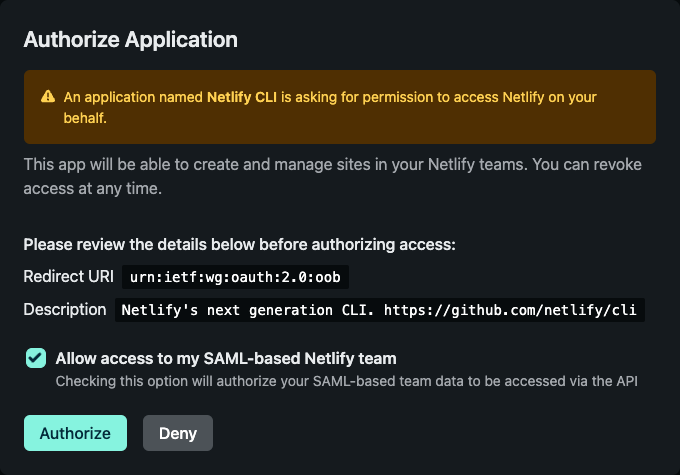 Authorize Application
An application named Netlify CLI is asking for permission to access Netlify on your
behalf.
This app will be able to create and manage sites in your Netlify teams. You can revoke
access at any time.
Please review the details below before authorizing access:
Redirect URI urn:ietf:wg:oauth:2.0:oob
Description Netlify's next generation CLI. https://github.com/netlify/cli
Allow access to my SAML-based Netlify team
Checking this option will authorize your SAML-based team data to be accessed via the API
Authorize Deny